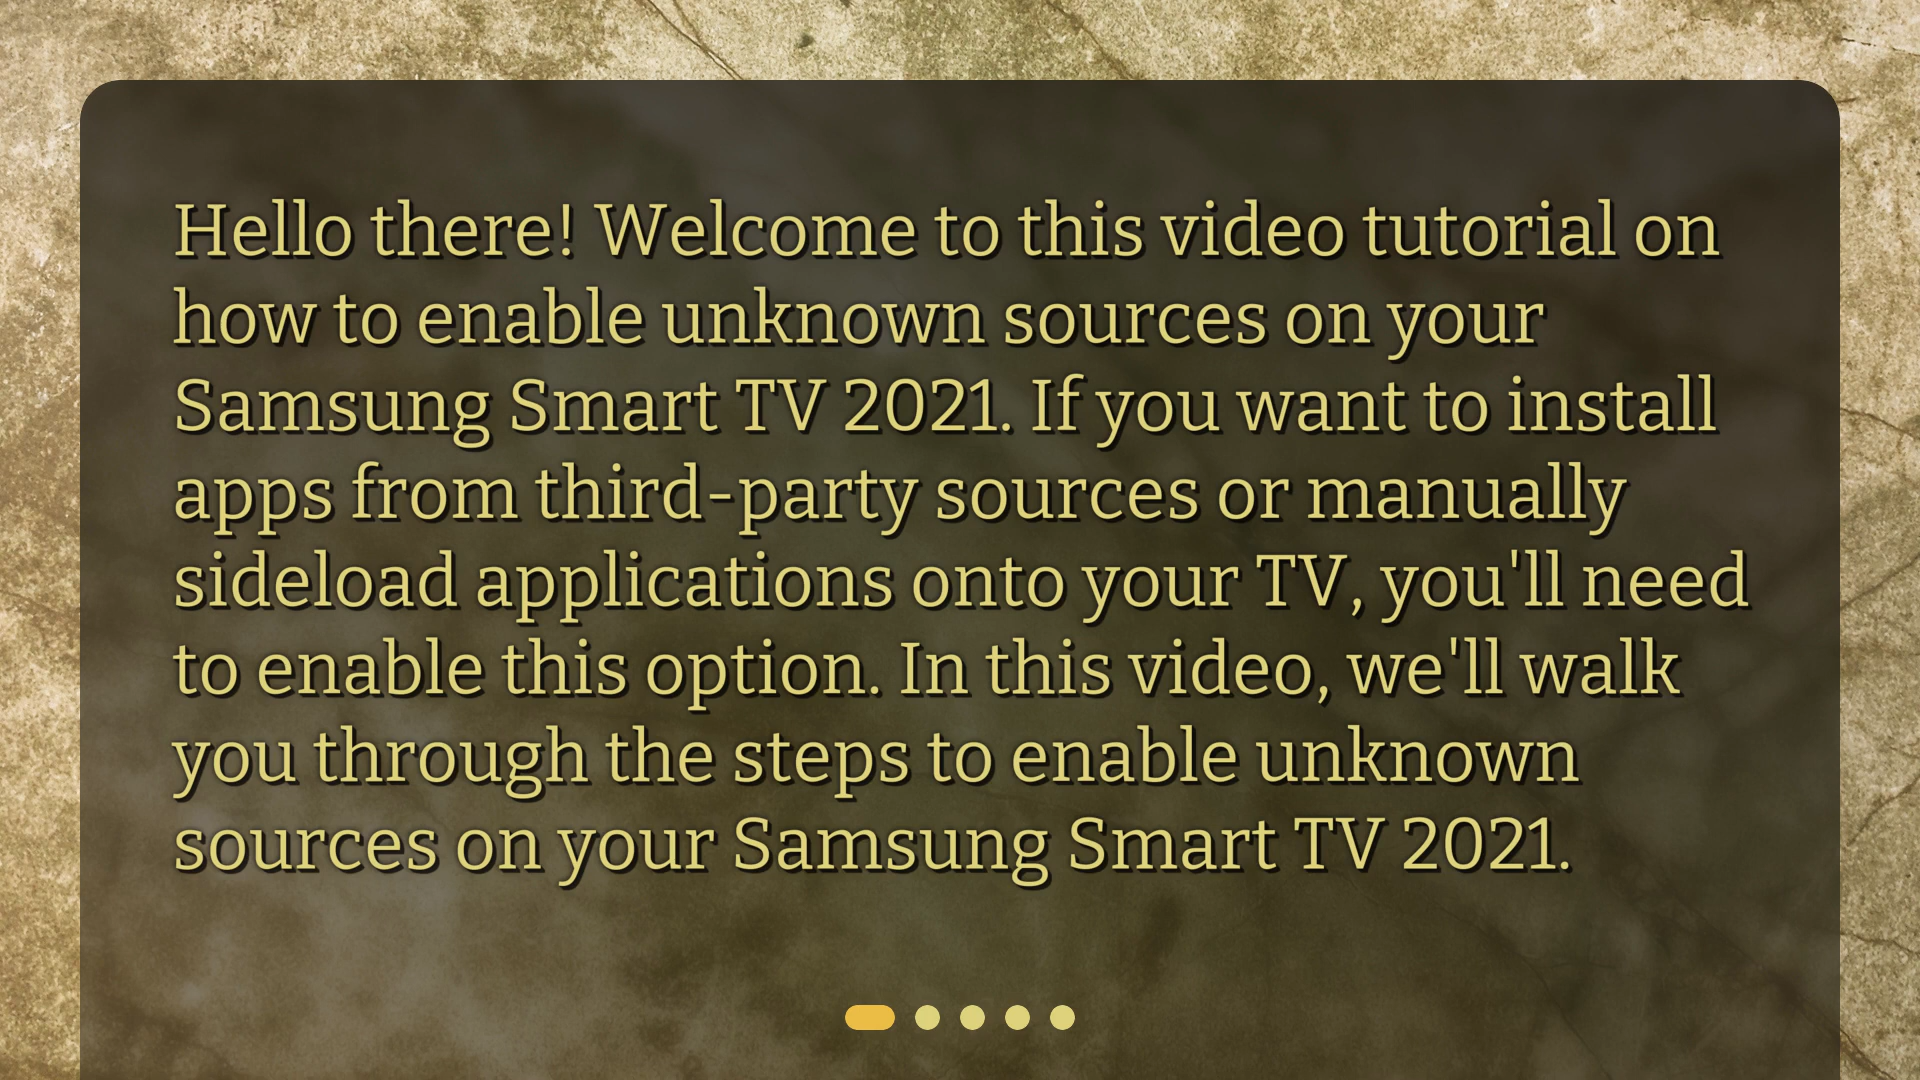 Hello there! Welcome to this video tutorial on
how to enable unknown sources on your
Samsung Smart TV 2021. If you want to install
apps from third-party sources or manually
sideload applications onto your TV, you'll need
to enable this option. In this video, we'll walk
you through the steps to enable unknown
sources on your Samsung Smart TV 2021.